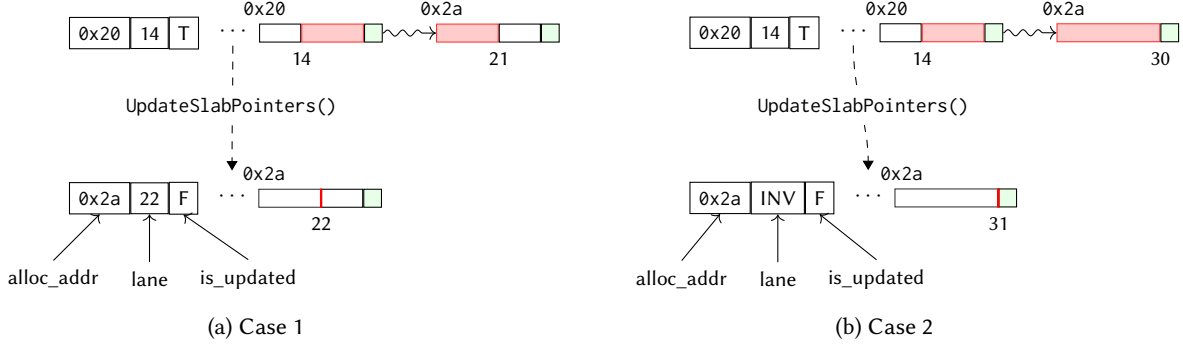 0x20 14 T ··· 0x20 0x2a
14 21
UpdateSlabPointers()
0x2a 22 F ··· 0x2a
22
alloc_addr lane is_updated
(a) Case 1
0x20 14 T ··· 0x20 0x2a
14 30
UpdateSlabPointers()
0x2a INV F ··· 0x2a
31
alloc_addr lane is_updated
(b) Case 2